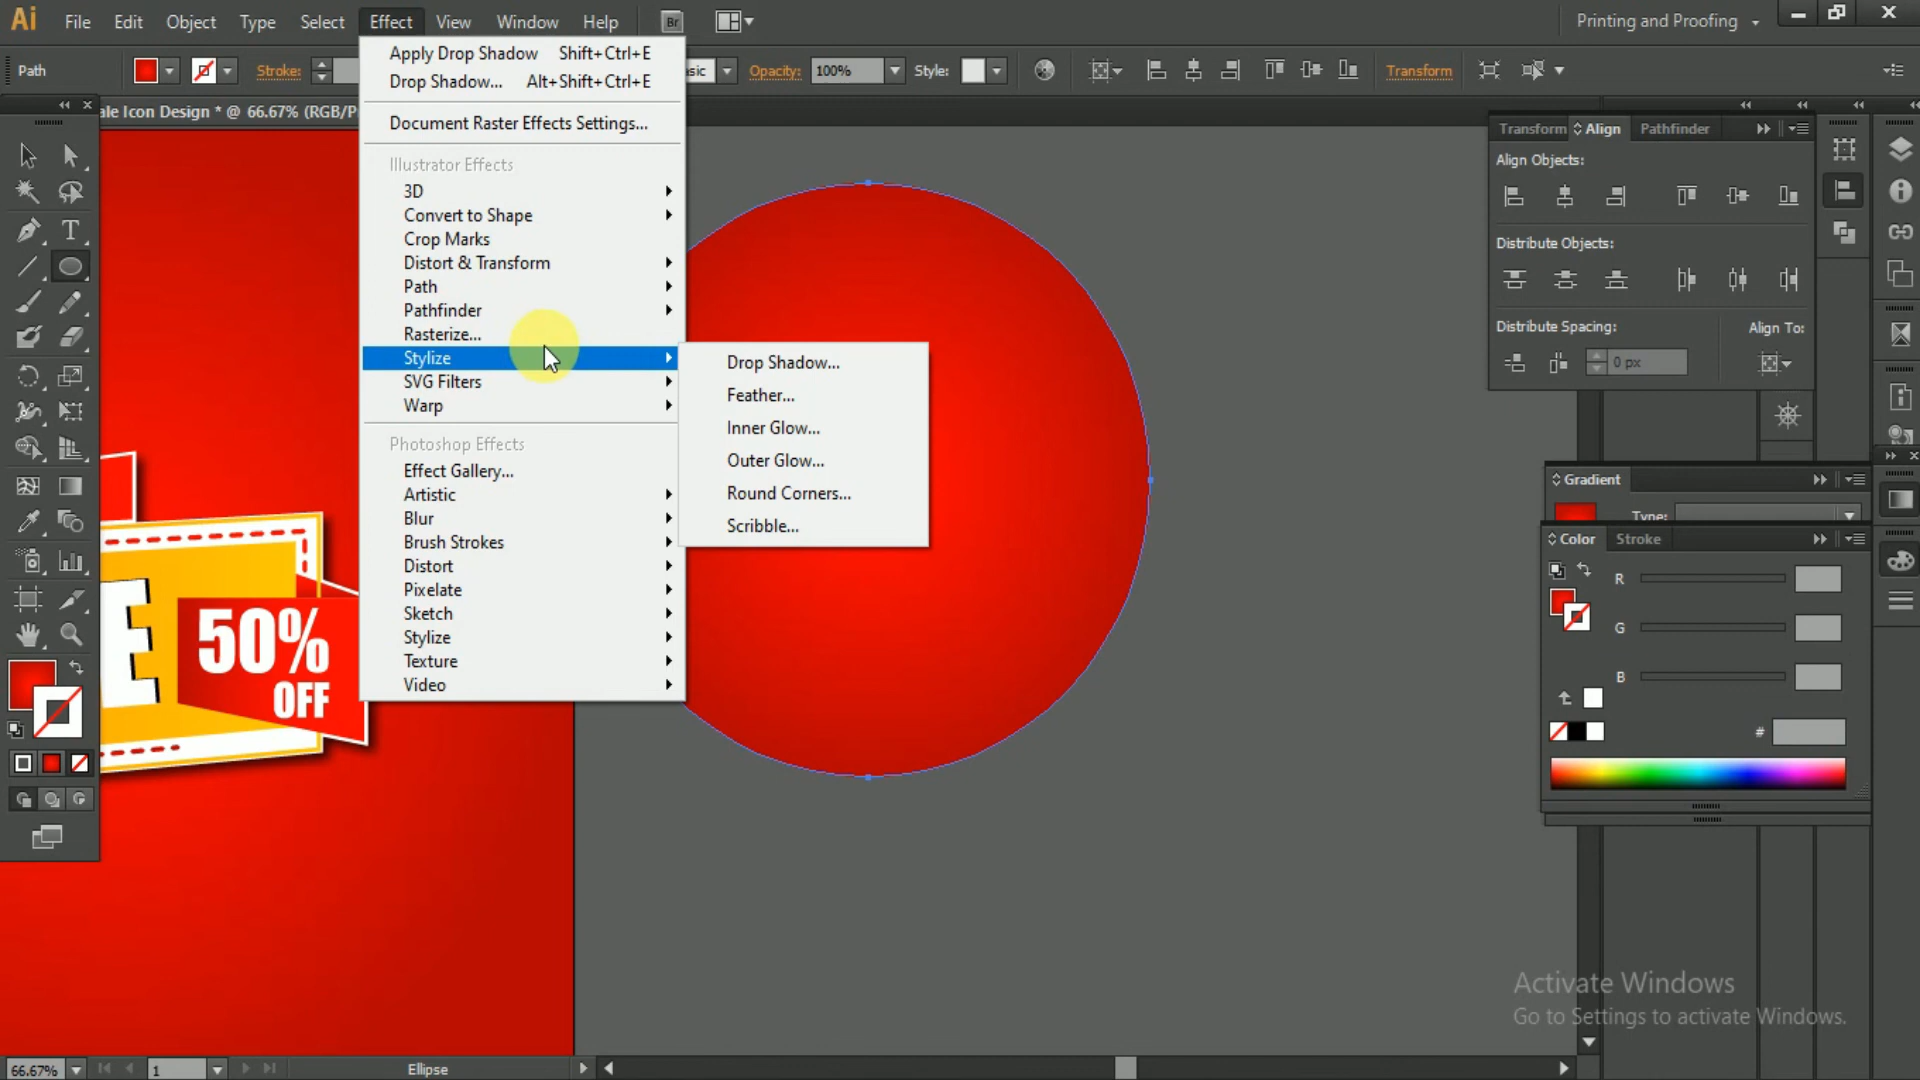 Ai File Edit Object Type Select Effect View Window Help Br Printing and Proofing
Path Stroke: sic Opacity: 100% Style: Transform
ale Icon Design * @ 66.67% (RGB/P
Apply Drop Shadow Shift+Ctrl+E
Drop Shadow... Alt+Shift+Ctrl+E
Document Raster Effects Settings...
Illustrator Effects
3D
Convert to Shape
Crop Marks
Distort & Transform
Path
Pathfinder
Rasterize...
Stylize
SVG Filters
Warp
Photoshop Effects
Effect Gallery...
Artistic
Blur
Brush Strokes
Distort
Pixelate
Sketch
Stylize
Texture
Video
Drop Shadow...
Feather...
Inner Glow...
Outer Glow...
Round Corners...
Scribble...
Transform Align Pathfinder
Align Objects:
Distribute Objects:
Distribute Spacing: Align To:
0 px
Gradient
Type:
Color Stroke
R
G
B
#
E
50%
OFF
Activate Windows
Go to Settings to activate Windows.
66.67% 1 Ellipse